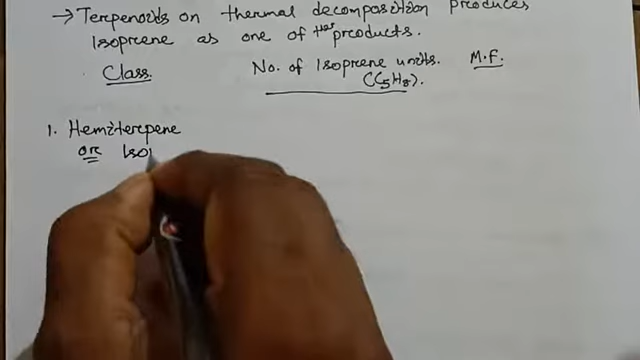 → Terpenoids on thermal decomposition produces
Isoprene as one of the products.
Class. No. of Isoprene units. M.F.
(C5H8).
1. Hemiterpene
or Iso